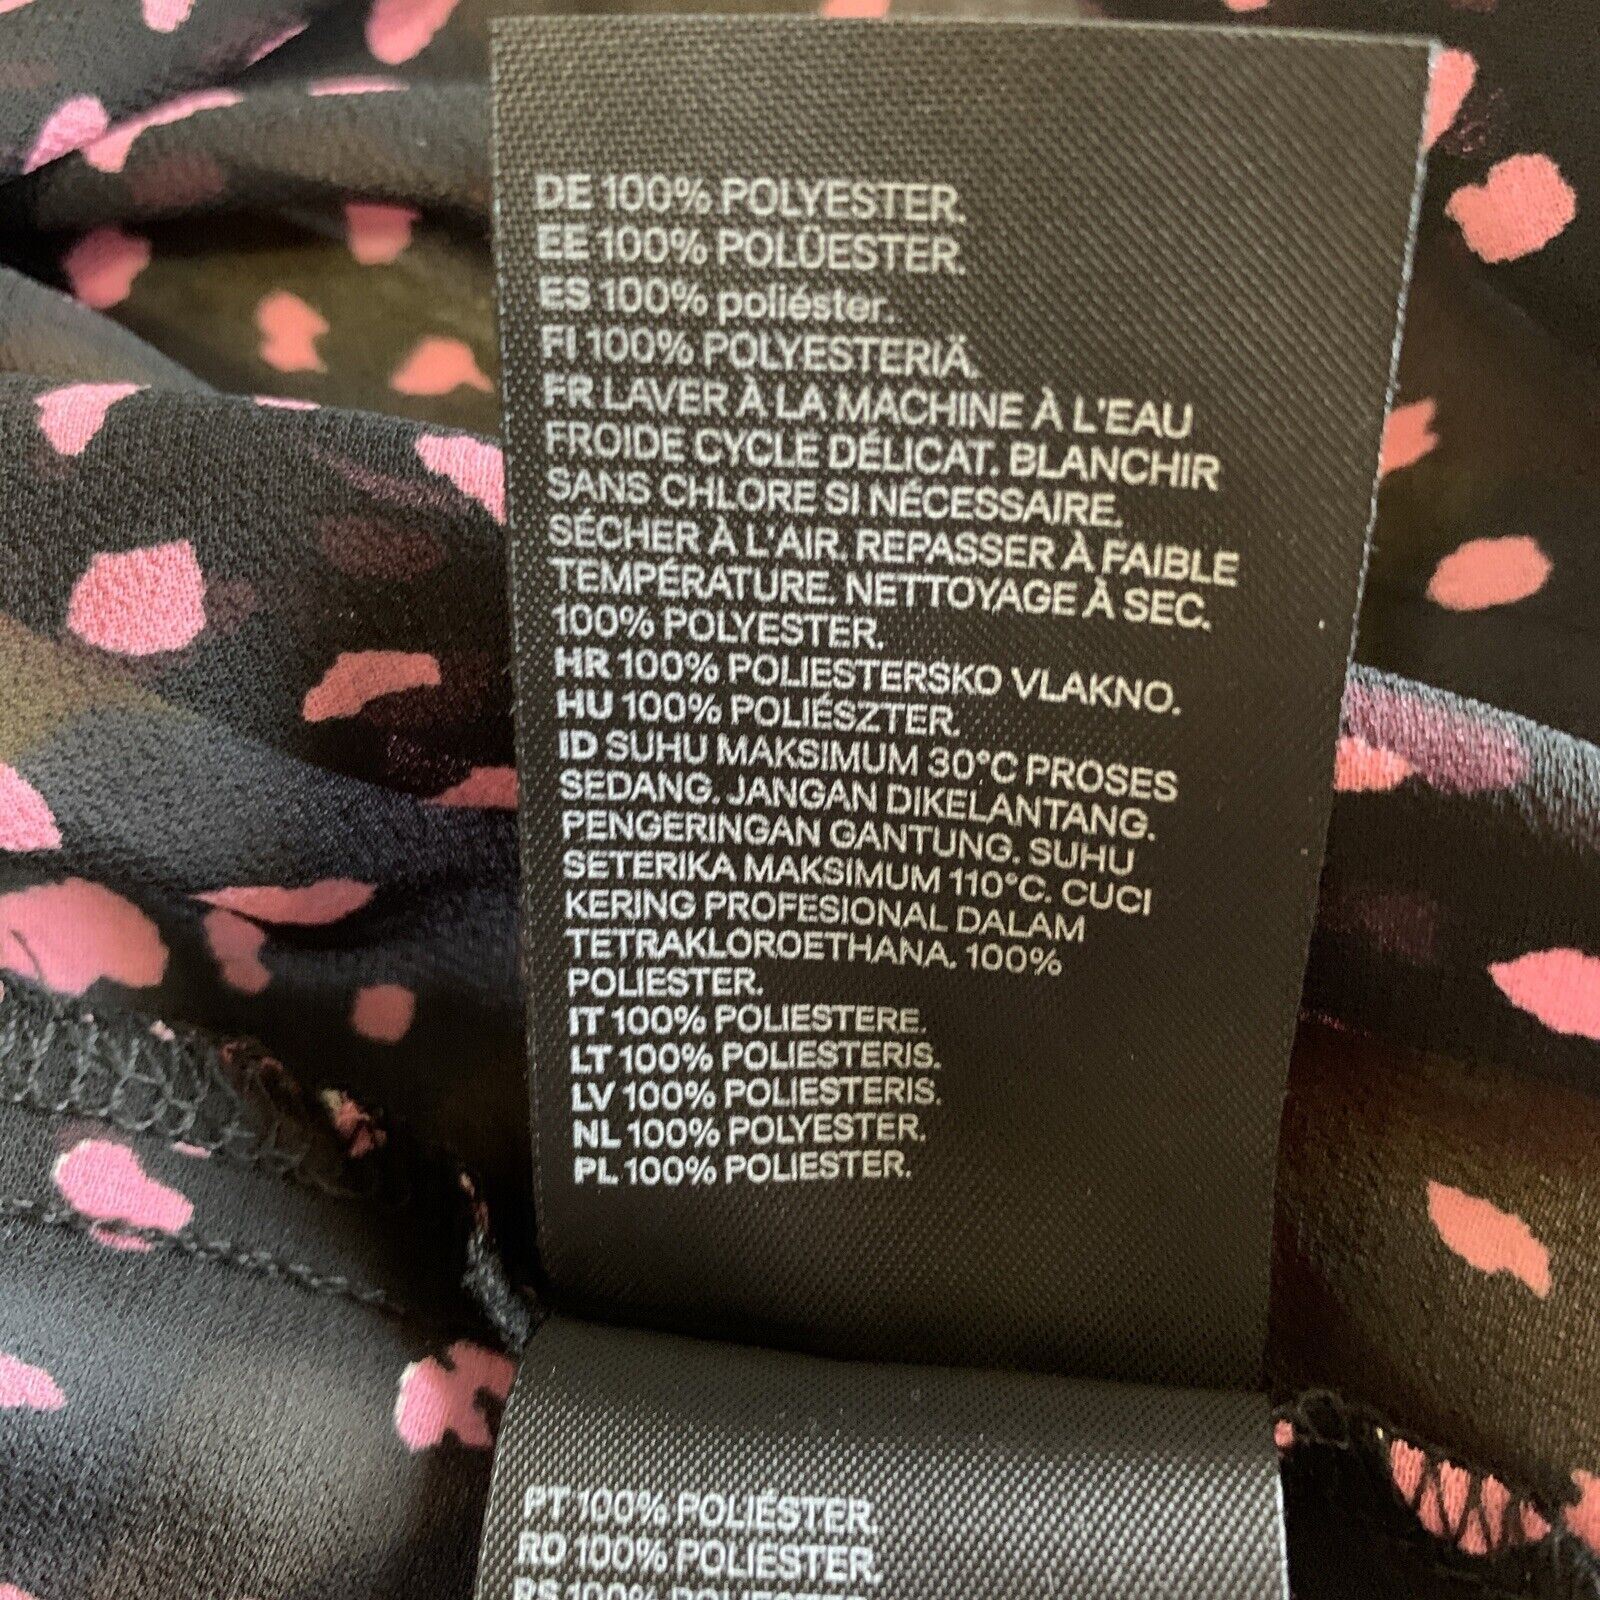 DE 100% POLYESTER.
EE 100% POLÜESTER.
ES 100% poliéster.
FI 100% POLYESTERIÄ.
FR LAVER À LA MACHINE À L'EAU
FROIDE CYCLE DÉLICAT. BLANCHIR
SANS CHLORE SI NÉCESSAIRE.
SÉCHER À L'AIR. REPASSER À FAIBLE
TEMPÉRATURE. NETTOYAGE À SEC.
100% POLYESTER.
HR 100% POLIESTERSKO VLAKNO.
HU 100% POLIÉSZTER.
ID SUHU MAKSIMUM 30°C PROSES
SEDANG. JANGAN DIKELANTANG.
PENGERINGAN GANTUNG. SUHU
SETERIKA MAKSIMUM 110°C. CUCI
KERING PROFESIONAL DALAM
TETRAKLOROETHANA. 100%
POLIESTER.
IT 100% POLIESTERE.
LT 100% POLIESTERIS.
LV 100% POLIESTERIS.
NL 100% POLYESTER.
PL 100% POLIESTER.
PT 100% POLIÉSTER.
RO 100% POLIESTER.
RS 100% POLIESTER.